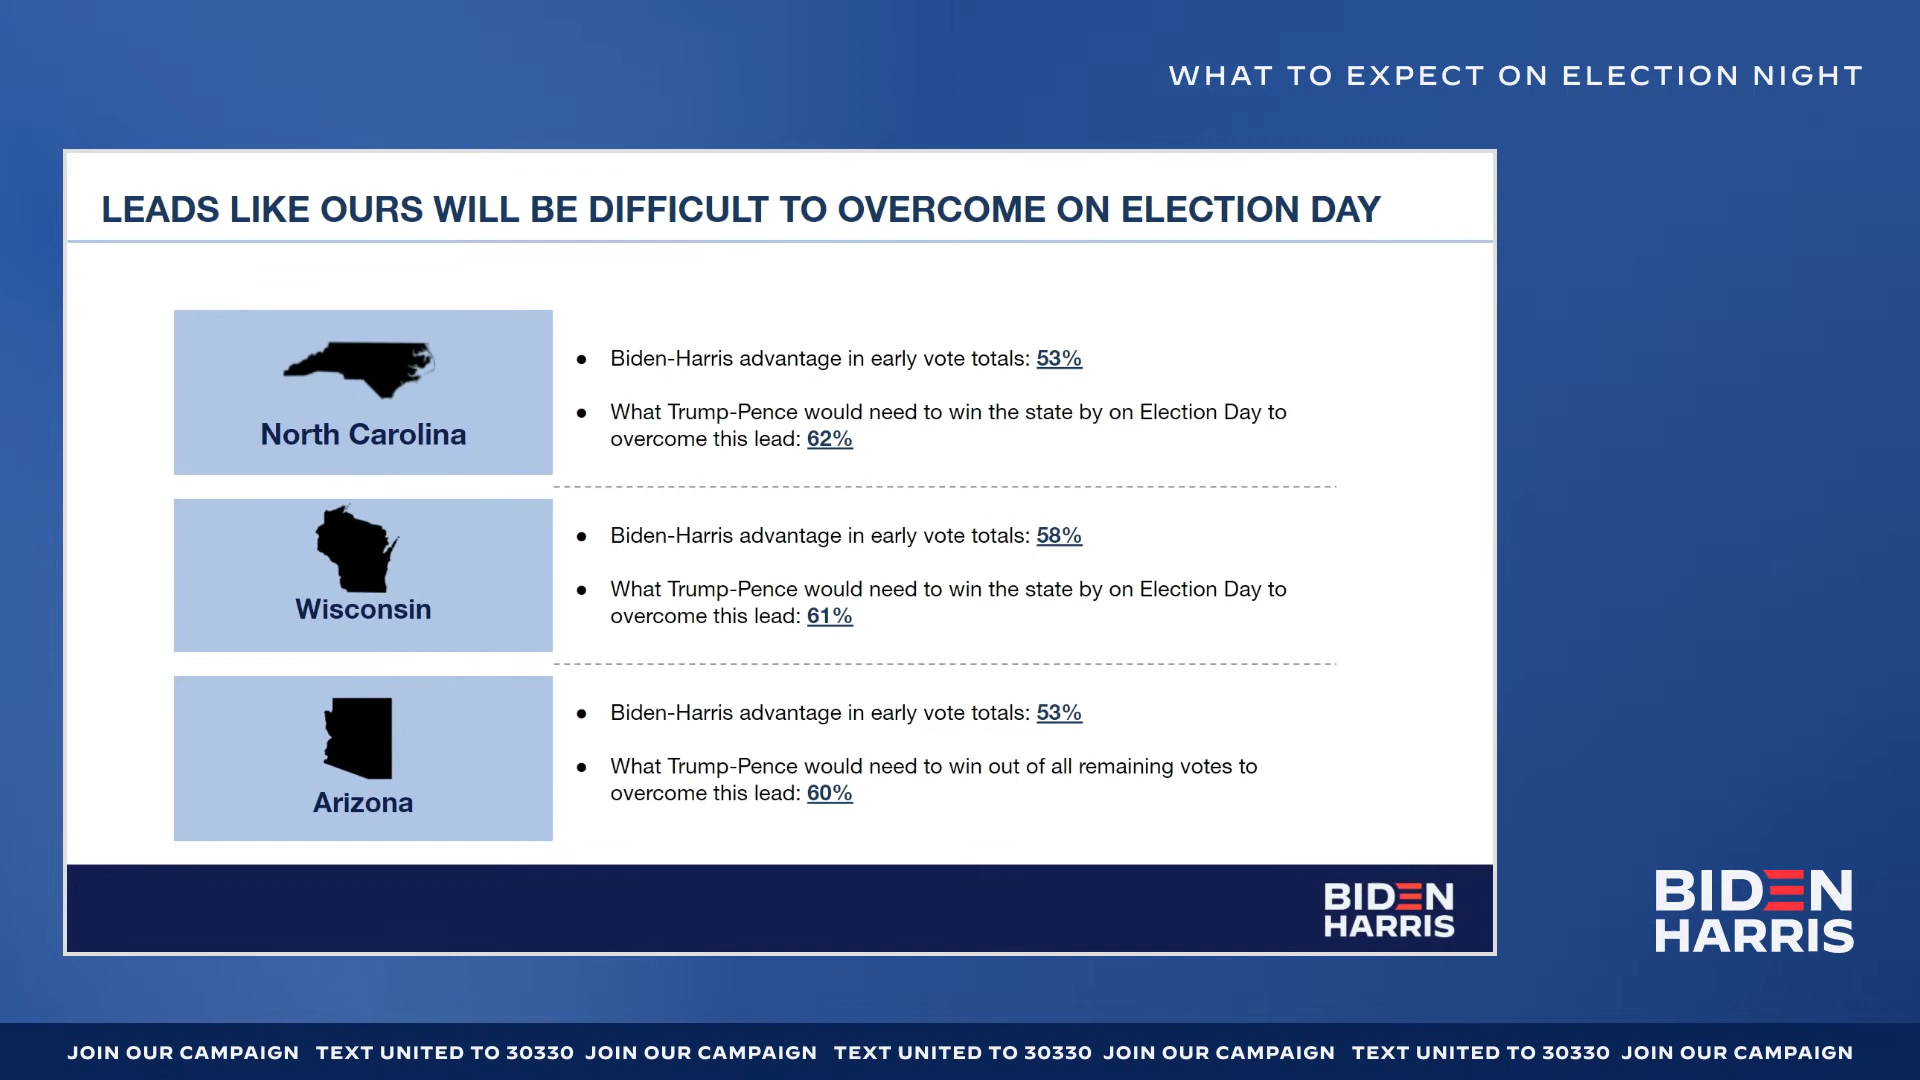 WHAT TO EXPECT ON ELECTION NIGHT
LEADS LIKE OURS WILL BE DIFFICULT TO OVERCOME ON ELECTION DAY
North Carolina
● Biden-Harris advantage in early vote totals: 53%
● What Trump-Pence would need to win the state by on Election Day to
overcome this lead: 62%
Wisconsin
● Biden-Harris advantage in early vote totals: 58%
● What Trump-Pence would need to win the state by on Election Day to
overcome this lead: 61%
Arizona
● Biden-Harris advantage in early vote totals: 53%
● What Trump-Pence would need to win out of all remaining votes to
overcome this lead: 60%
BIDEN
HARRIS
BIDEN
HARRIS
JOIN OUR CAMPAIGN TEXT UNITED TO 30330 JOIN OUR CAMPAIGN TEXT UNITED TO 30330 JOIN OUR CAMPAIGN TEXT UNITED TO 30330 JOIN OUR CAMPAIGN